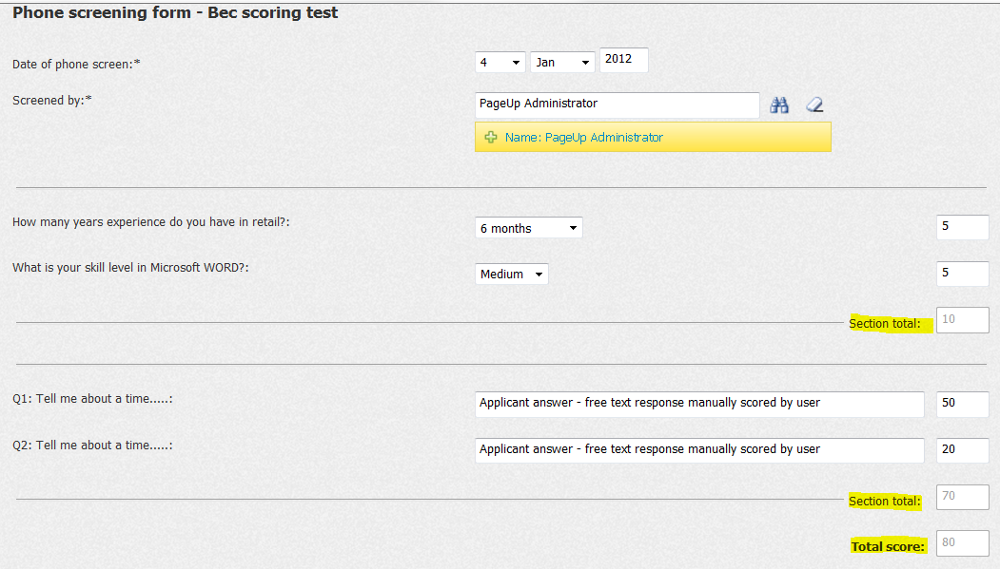 Phone screening form - Bec scoring test
Date of phone screen:* 4 Jan 2012
Screened by:* PageUp Administrator
Name: PageUp Administrator
How many years experience do you have in retail?: 6 months 5
What is your skill level in Microsoft WORD?: Medium 5
Section total: 10
Q1: Tell me about a time.....: Applicant answer - free text response manually scored by user 50
Q2: Tell me about a time.....: Applicant answer - free text response manually scored by user 20
Section total: 70
Total score: 80